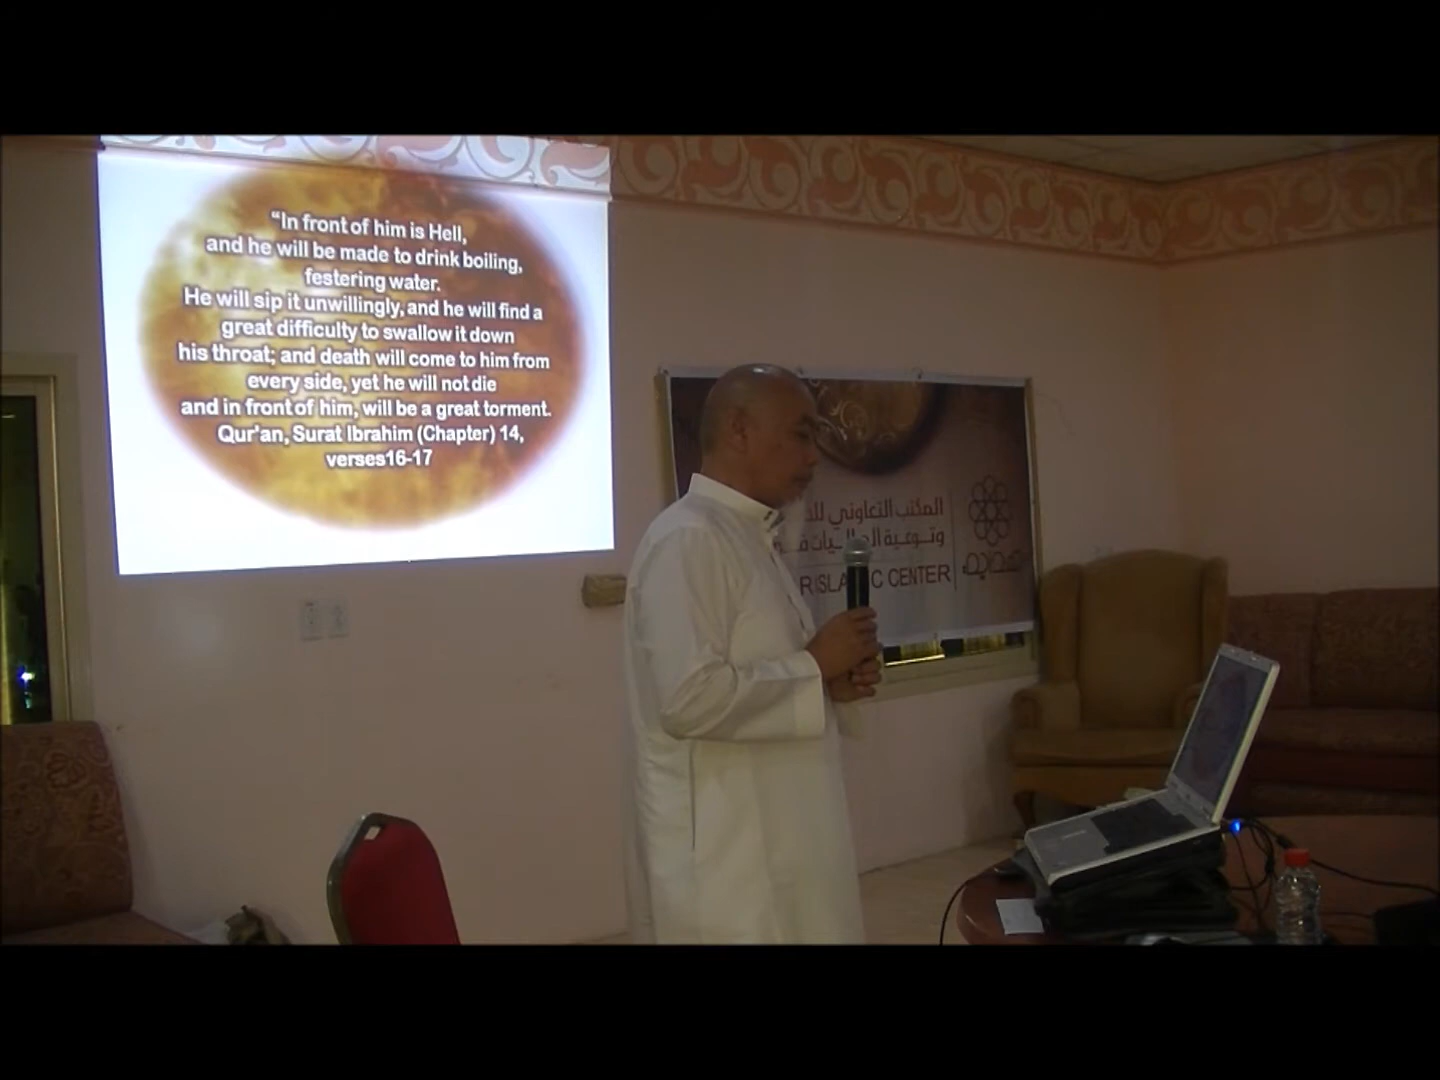 “In front of him is Hell,
and he will be made to drink boiling,
festering water.
He will sip it unwillingly, and he will find a
great difficulty to swallow it down
his throat; and death will come to him from
every side, yet he will not die
and in front of him, will be a great torment.
Qur'an, Surat Ibrahim (Chapter) 14,
verses16-17
المكتب التعاوني
وتوعية
CENTER